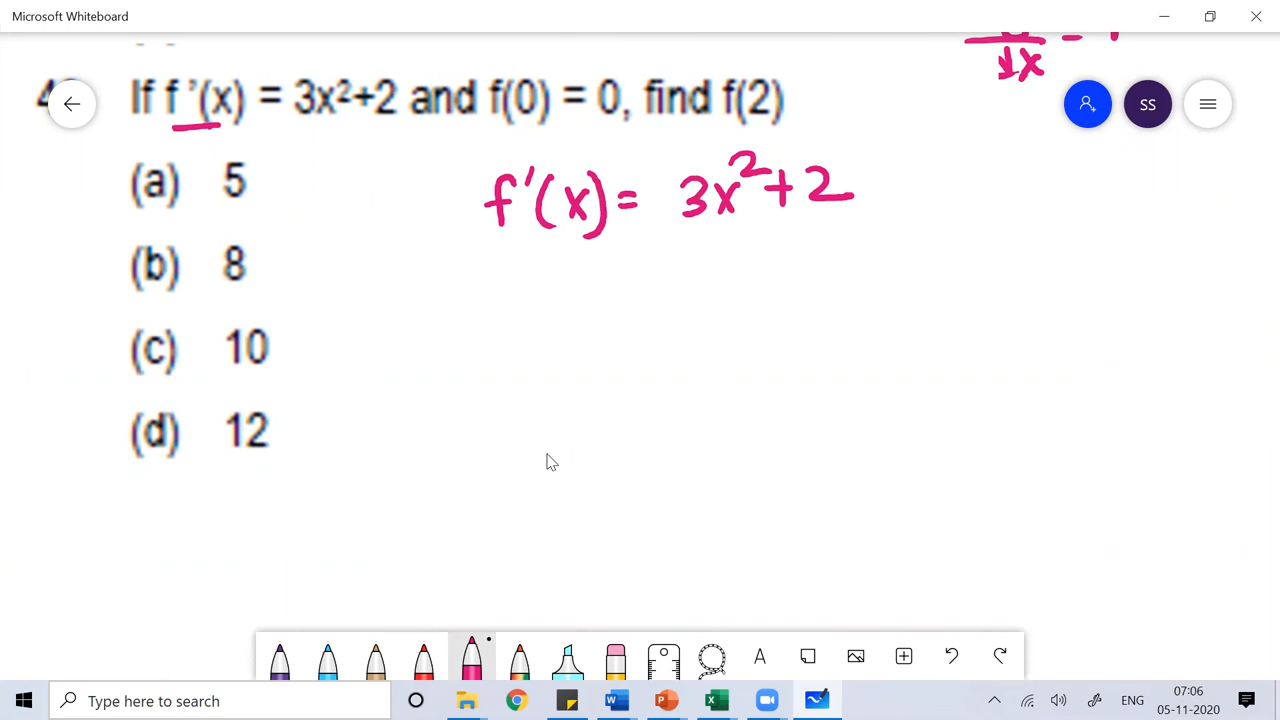 Microsoft Whiteboard
If f '(x) = 3x²+2 and f(0) = 0, find f(2)
SS
(a) 5
f'(x) = 3x²+2
(b) 8
(c) 10
(d) 12
A
Type here to search
ENG
07:06
05-11-2020